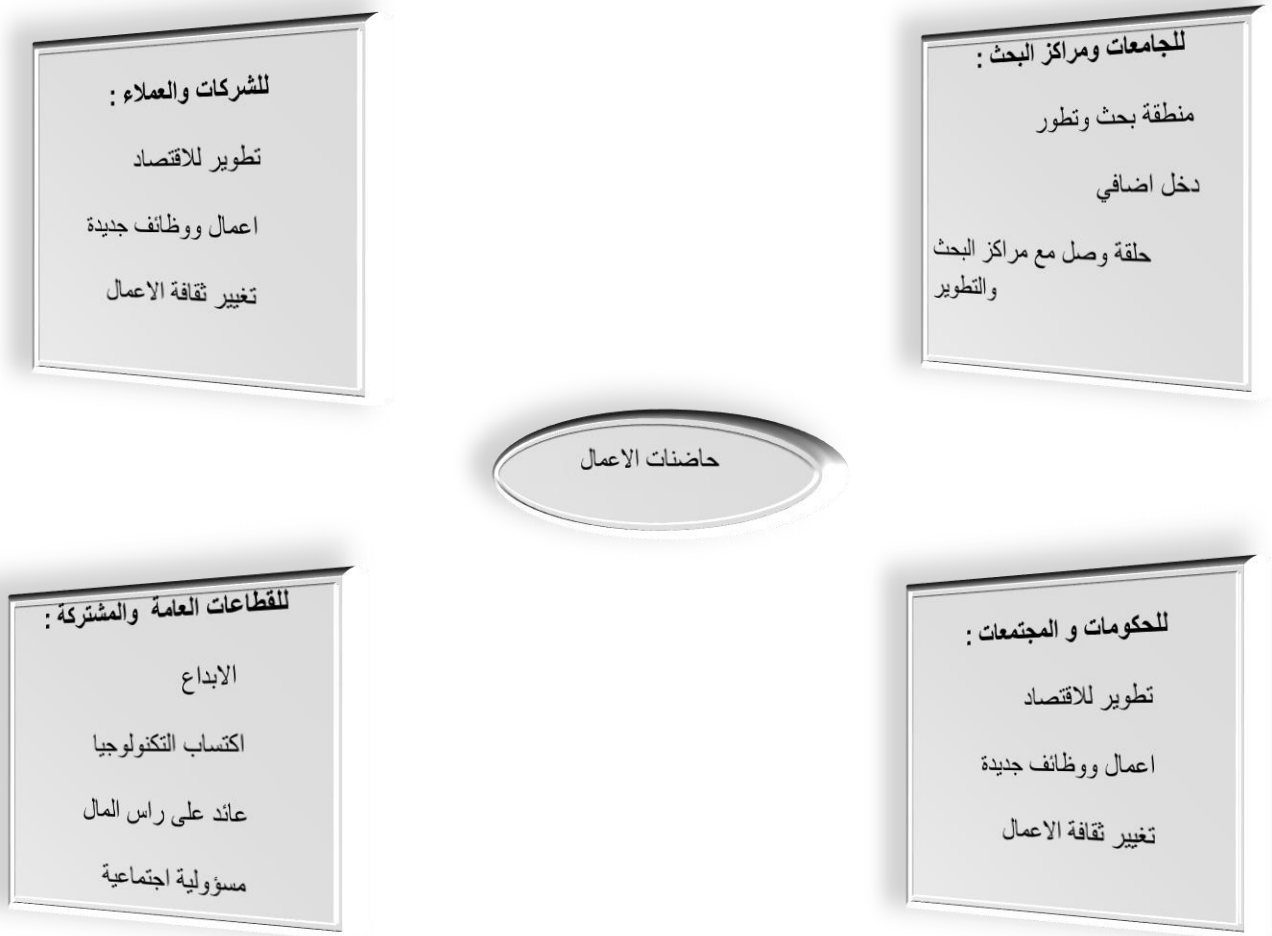 للجامعات ومراكز البحث :
منطقة بحث وتطور
دخل اضافي
حلقة وصل مع مراكز البحث
والتطوير
للشركات والعملاء :
تطوير للاقتصاد
اعمال ووظائف جديدة
تغيير ثقافة الاعمال
حاضنات الاعمال
للحكومات و المجتمعات :
تطوير للاقتصاد
اعمال ووظائف جديدة
تغيير ثقافة الاعمال
للقطاعات العامة والمشتركة :
الابداع
اكتساب التكنولوجيا
عائد على راس المال
مسؤولية اجتماعية